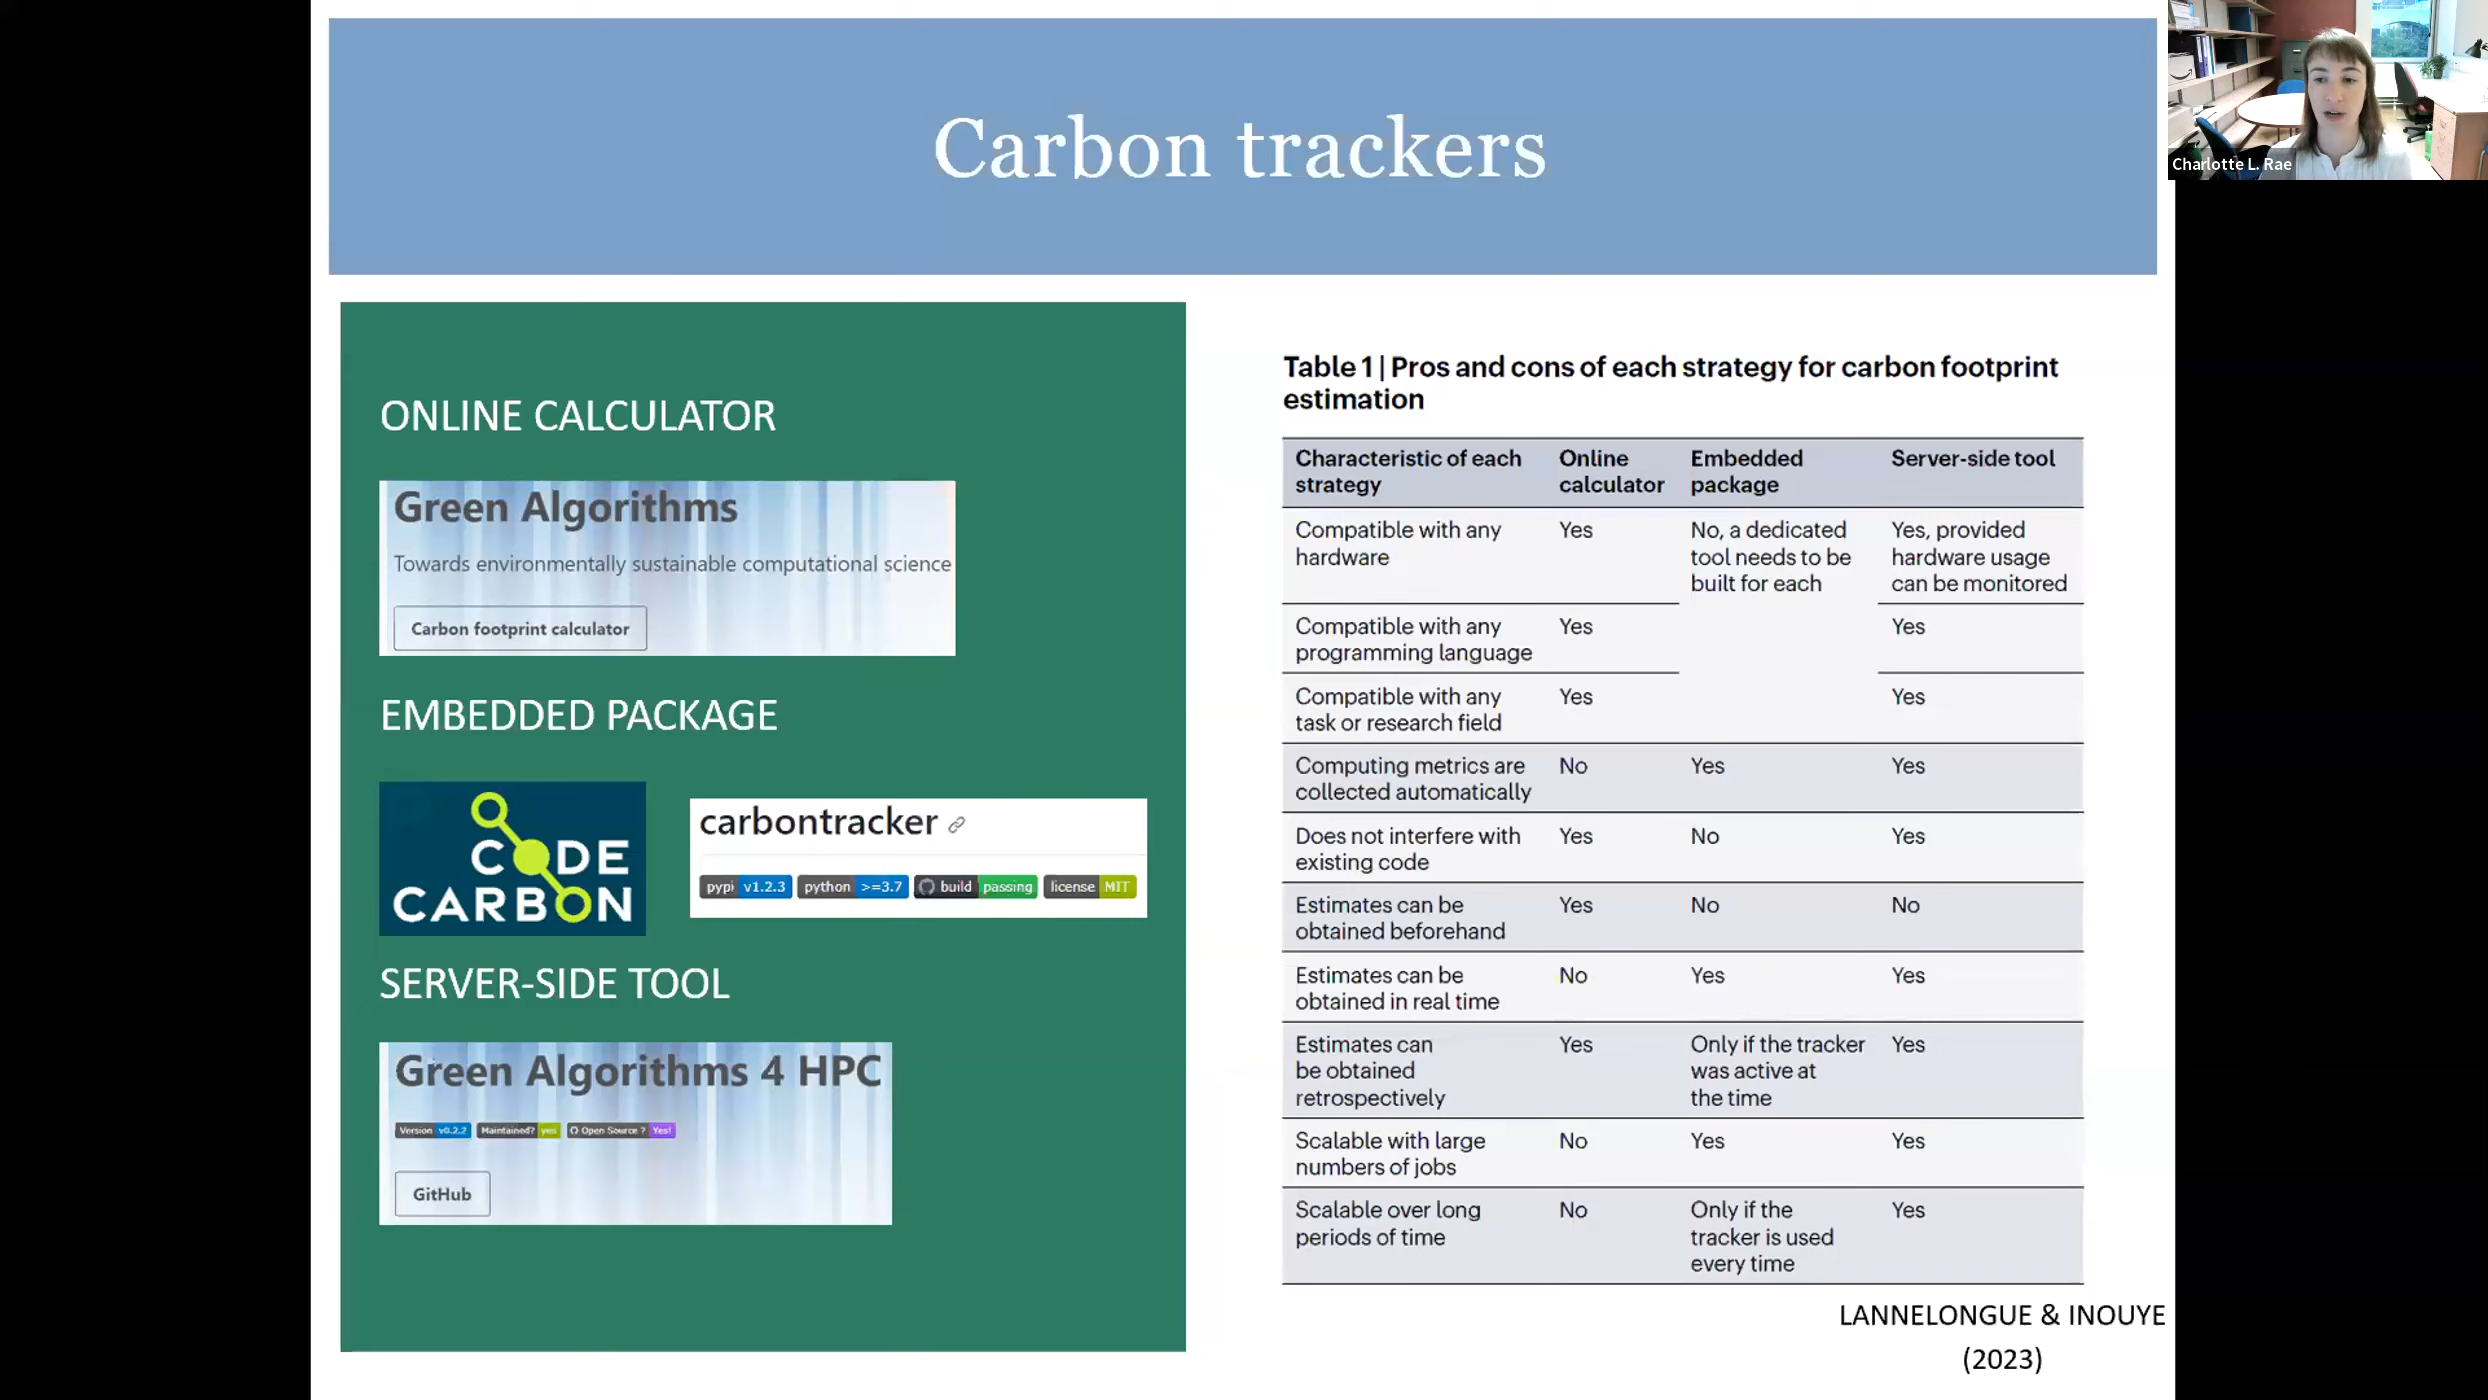 Carbon trackers
Charlotte L. Rae
ONLINE CALCULATOR
Green Algorithms
Towards environmentally sustainable computational science
Carbon footprint calculator
EMBEDDED PACKAGE
CODE
CARBON
carbontracker
pypi v1.2.3 python >=3.7 build passing license MIT
SERVER-SIDE TOOL
Green Algorithms 4 HPC
Version v0.2.2 Maintained? yes Open Source ? Yes!
GitHub
Table 1 | Pros and cons of each strategy for carbon footprint
estimation
Characteristic of each Online Embedded Server-side tool
strategy calculator package
Compatible with any Yes No, a dedicated Yes, provided
hardware tool needs to be hardware usage
built for each can be monitored
Compatible with any Yes Yes
programming language
Compatible with any Yes Yes
task or research field
Computing metrics are No Yes Yes
collected automatically
Does not interfere with Yes No Yes
existing code
Estimates can be Yes No No
obtained beforehand
Estimates can be No Yes Yes
obtained in real time
Estimates can Yes Only if the tracker Yes
be obtained was active at
retrospectively the time
Scalable with large No Yes Yes
numbers of jobs
Scalable over long No Only if the Yes
periods of time tracker is used
every time
LANNELONGUE & INOUYE
(2023)